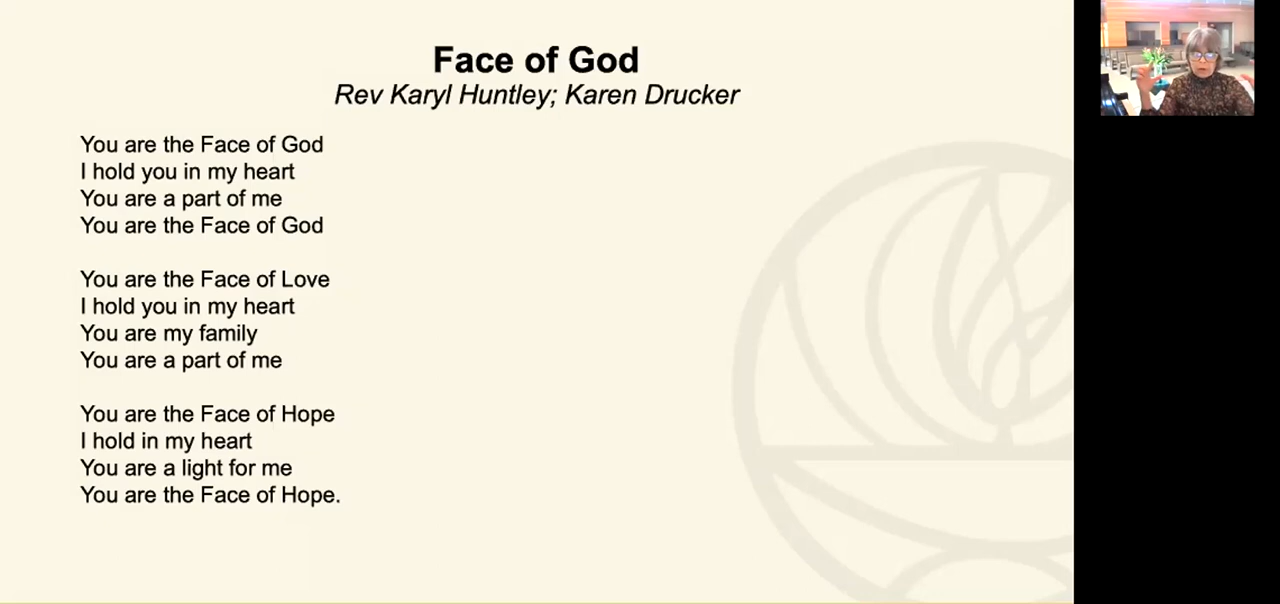 Face of God
Rev Karyl Huntley; Karen Drucker
You are the Face of God
I hold you in my heart
You are a part of me
You are the Face of God
You are the Face of Love
I hold you in my heart
You are my family
You are a part of me
You are the Face of Hope
I hold in my heart
You are a light for me
You are the Face of Hope.